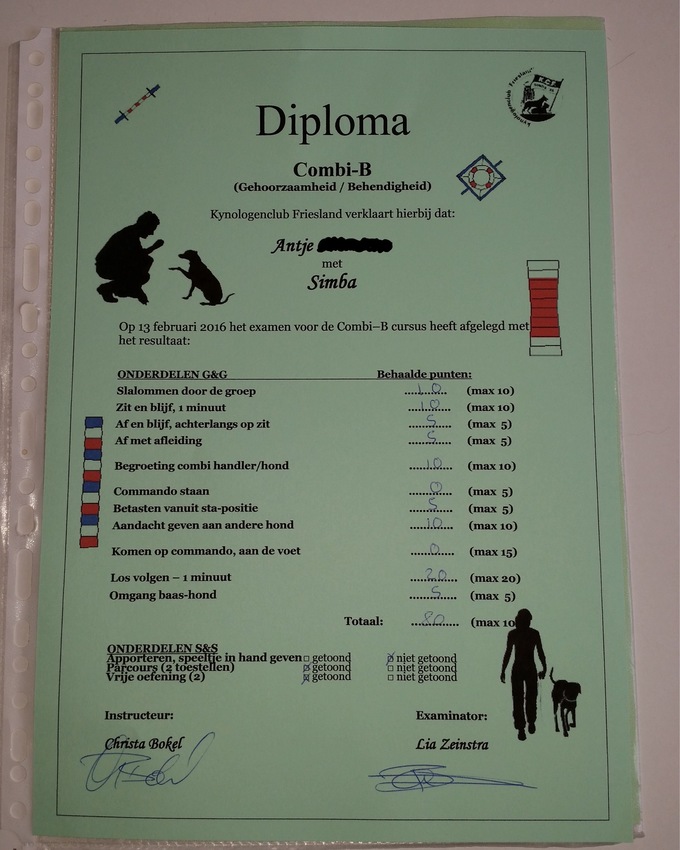 Kynologenclub Friesland
K.C.F.
Diploma
Combi-B
(Gehoorzaamheid / Behendigheid)
Kynologenclub Friesland verklaart hierbij dat:
Antje
met
Simba
Op 13 februari 2016 het examen voor de Combi–B cursus heeft afgelegd met
het resultaat:
ONDERDELEN G&G Behaalde punten:
Slalommen door de groep ....10.... (max 10)
Zit en blijf, 1 minuut ....10.... (max 10)
Af en blijf, achterlangs op zit ....5.... (max 5)
Af met afleiding ....5.... (max 5)
Begroeting combi handler/hond ....10.... (max 10)
Commando staan ....0.... (max 5)
Betasten vanuit sta-positie ....5.... (max 5)
Aandacht geven aan andere hond ....10.... (max 10)
Komen op commando, aan de voet ....0.... (max 15)
Los volgen – 1 minuut ....20.... (max 20)
Omgang baas-hond ....5.... (max 5)
Totaal: ....80.... (max 10
ONDERDELEN S&S
Apporteren, speeltje in hand geven □ getoond ☒ niet getoond
Parcours (2 toestellen) ☒ getoond □ niet getoond
Vrije oefening (2) ☒ getoond □ niet getoond
Instructeur: Examinator:
Christa Bokel Lia Zeinstra